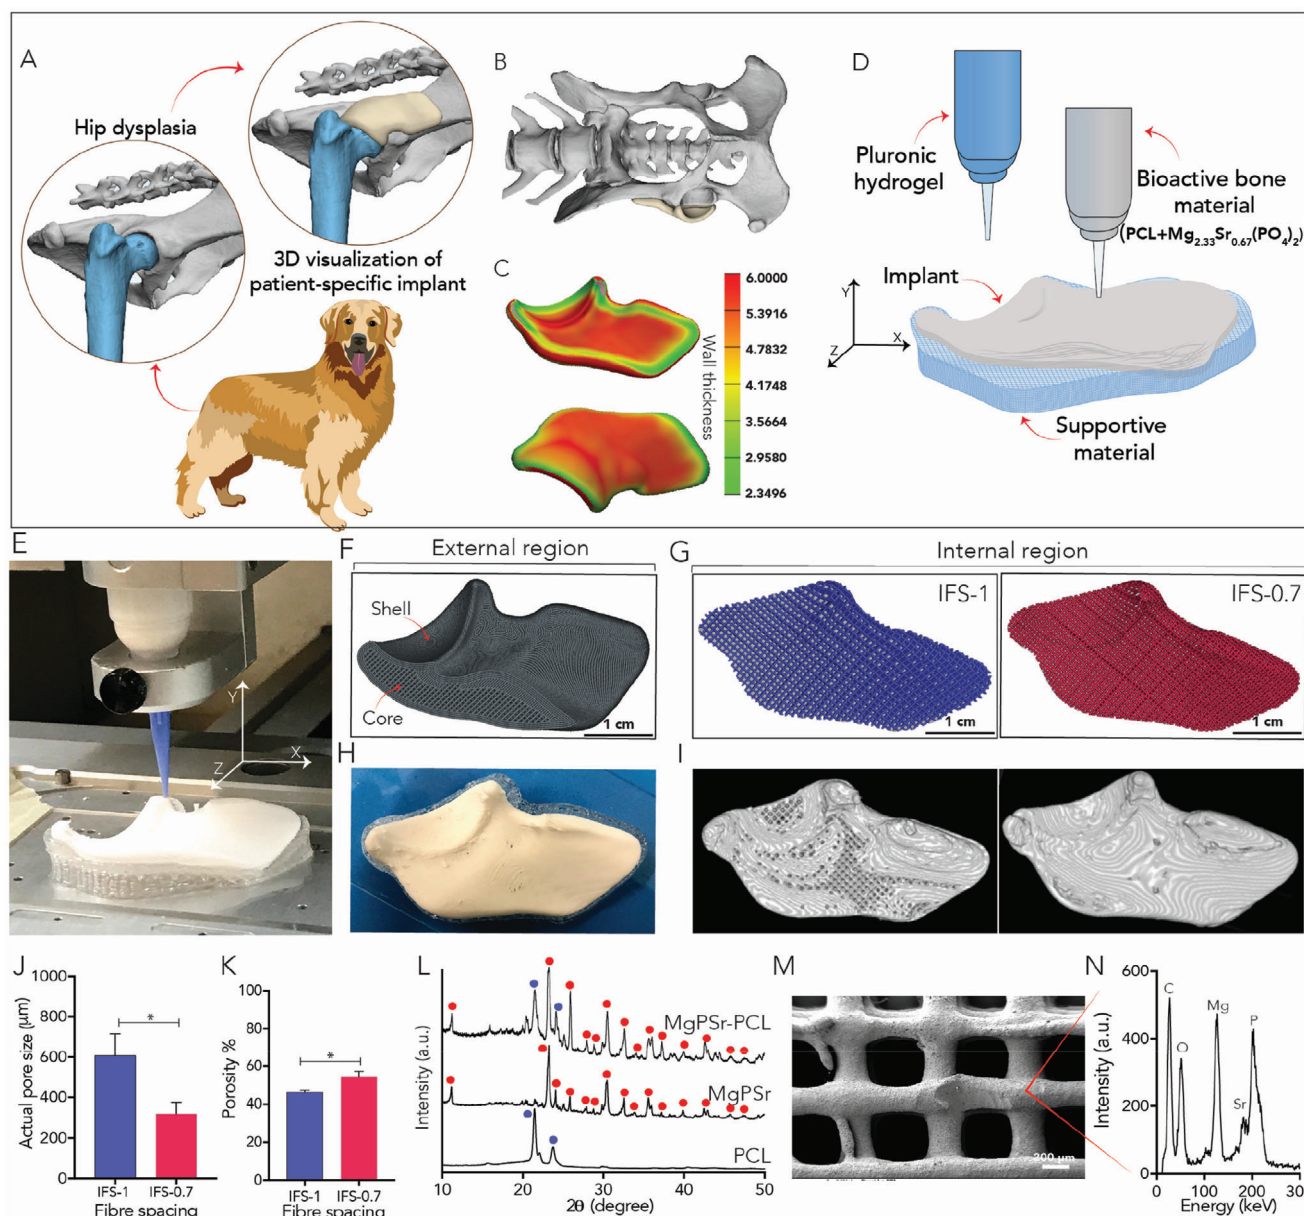 A
Hip dysplasia
3D visualization of
patient-specific implant
B
C
6.0000
5.3916
4.7832
4.1748
3.5664
2.9580
2.3496
Wall thickness
D
Pluronic
hydrogel
Bioactive bone
material
(PCL+Mg2.33Sr0.67(PO4)2)
Implant
Y
X
Z
Supportive
material
E
Y
X
Z
F
External region
Shell
Core
1 cm
G
Internal region
IFS-1
1 cm
IFS-0.7
1 cm
H
I
J
Actual pore size (µm)
1000
800
600
400
200
0
*
IFS-1 IFS-0.7
Fibre spacing
K
Porosity %
100
80
60
40
20
0
*
IFS-1 IFS-0.7
Fibre spacing
L
Intensity (a.u.)
MgPSr-PCL
MgPSr
PCL
10 20 30 40 50
2θ (degree)
M
200 µm
N
Intensity (a.u.)
600
400
200
0
C
O
Mg
Sr
P
0 100 200 30
Energy (keV)